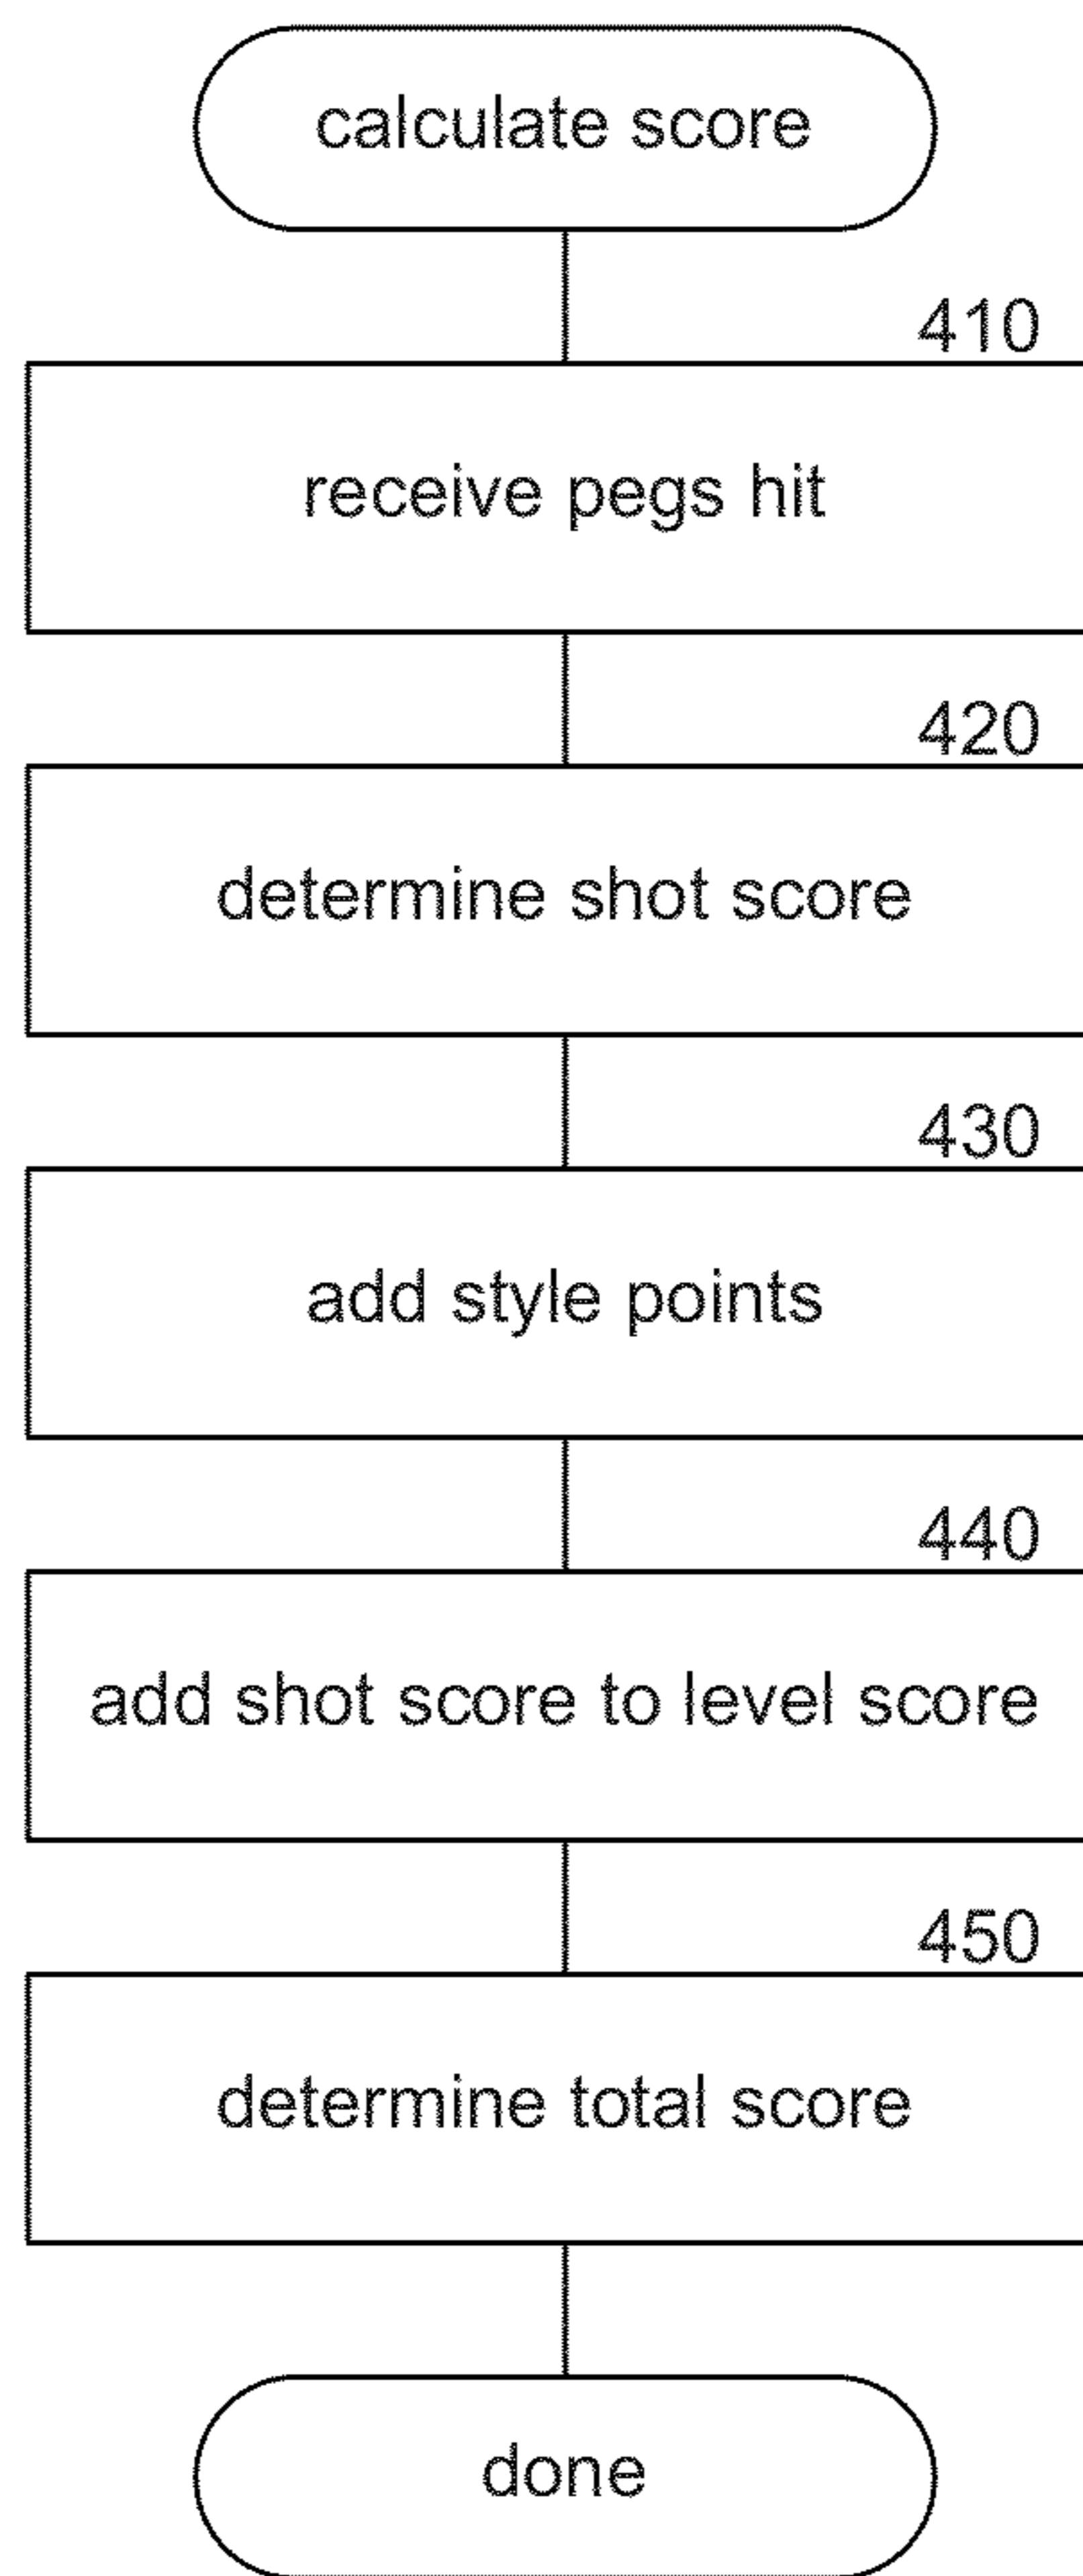 calculate score
410
receive pegs hit
420
determine shot score
430
add style points
440
add shot score to level score
450
determine total score
done